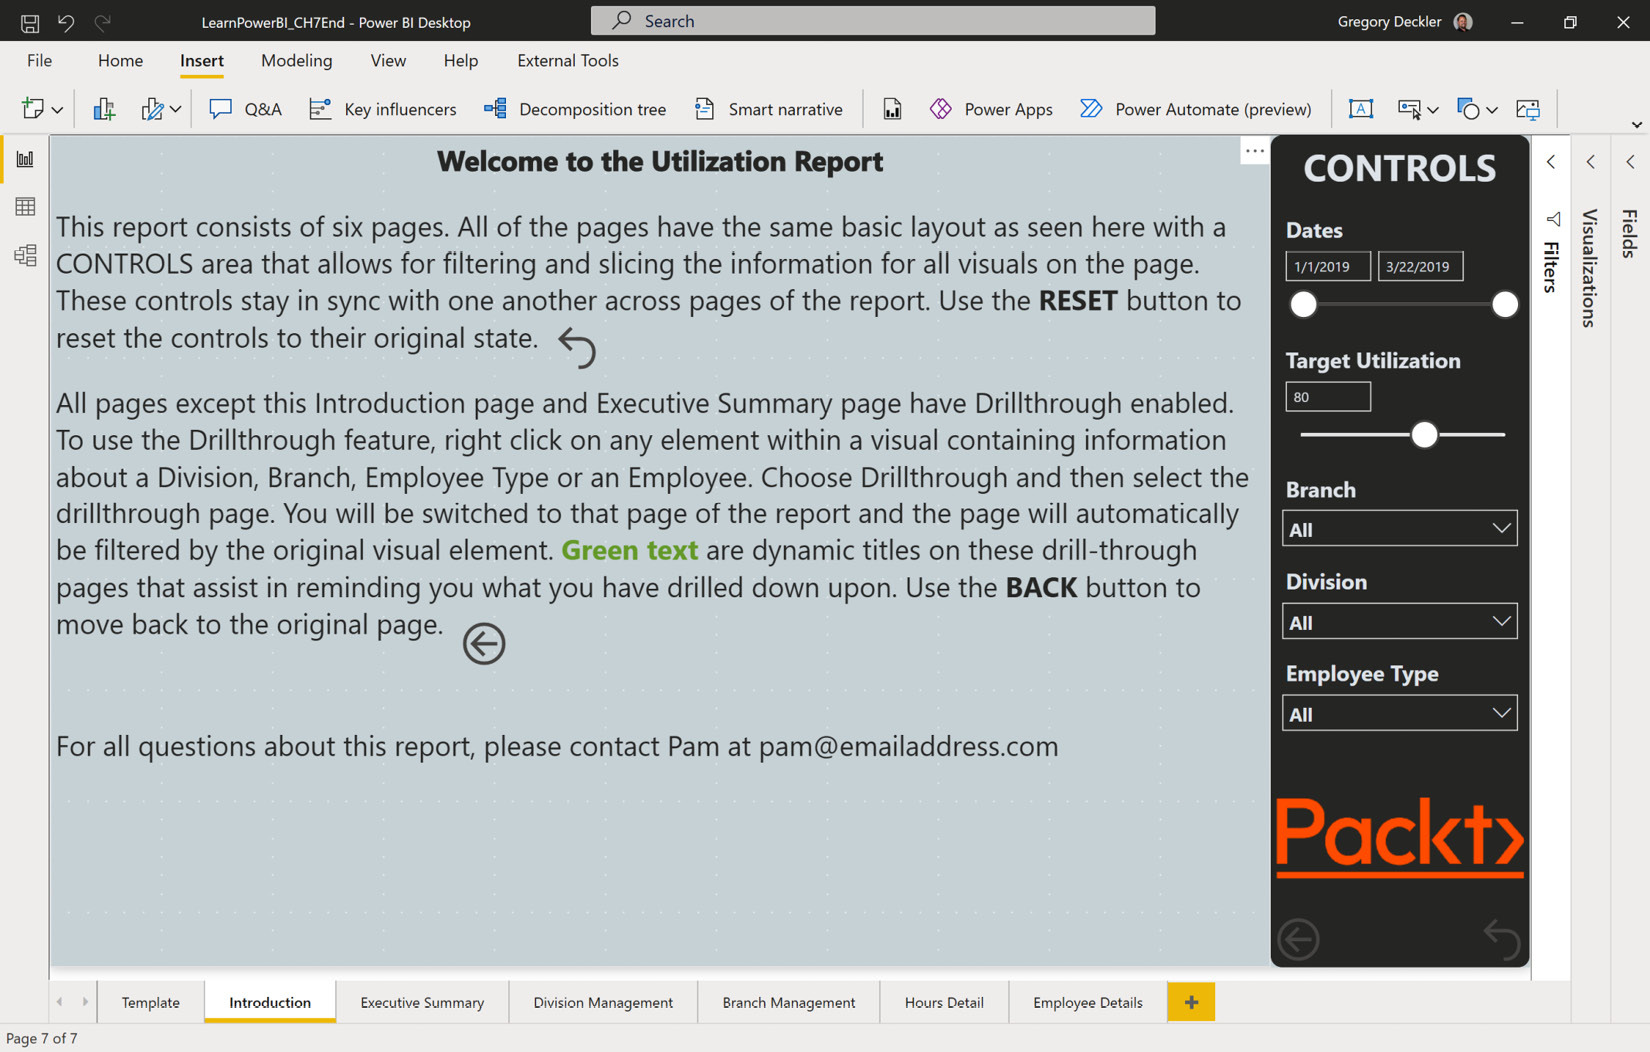 LearnPowerBI_CH7End - Power BI Desktop
Search
Gregory Deckler
File Home Insert Modeling View Help External Tools
Q&A Key influencers Decomposition tree Smart narrative Power Apps Power Automate (preview)
Welcome to the Utilization Report
This report consists of six pages. All of the pages have the same basic layout as seen here with a
CONTROLS area that allows for filtering and slicing the information for all visuals on the page.
These controls stay in sync with one another across pages of the report. Use the RESET button to
reset the controls to their original state.
All pages except this Introduction page and Executive Summary page have Drillthrough enabled.
To use the Drillthrough feature, right click on any element within a visual containing information
about a Division, Branch, Employee Type or an Employee. Choose Drillthrough and then select the
drillthrough page. You will be switched to that page of the report and the page will automatically
be filtered by the original visual element. Green text are dynamic titles on these drill-through
pages that assist in reminding you what you have drilled down upon. Use the BACK button to
move back to the original page.
For all questions about this report, please contact Pam at pam@emailaddress.com
CONTROLS
Dates
1/1/2019 3/22/2019
Target Utilization
80
Branch
All
Division
All
Employee Type
All
Packt
Filters
Visualizations
Fields
Template Introduction Executive Summary Division Management Branch Management Hours Detail Employee Details +
Page 7 of 7